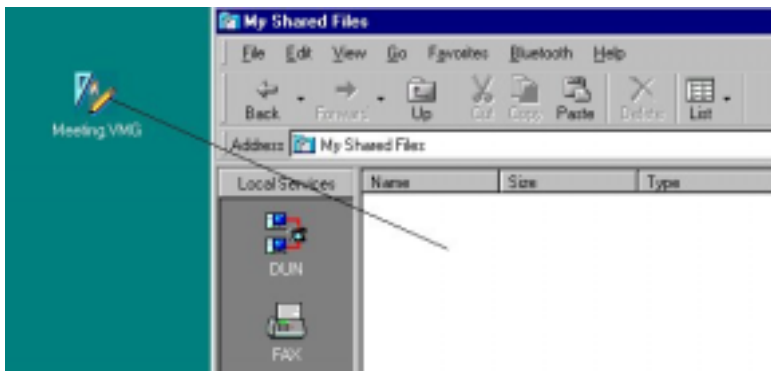 My Shared Files
File Edit View Go Favorites Bluetooth Help
Back Forward Up Cut Copy Paste Delete List
Meeting.VMG
Address My Shared Files
Local Services Name Size Type
DUN
FAX